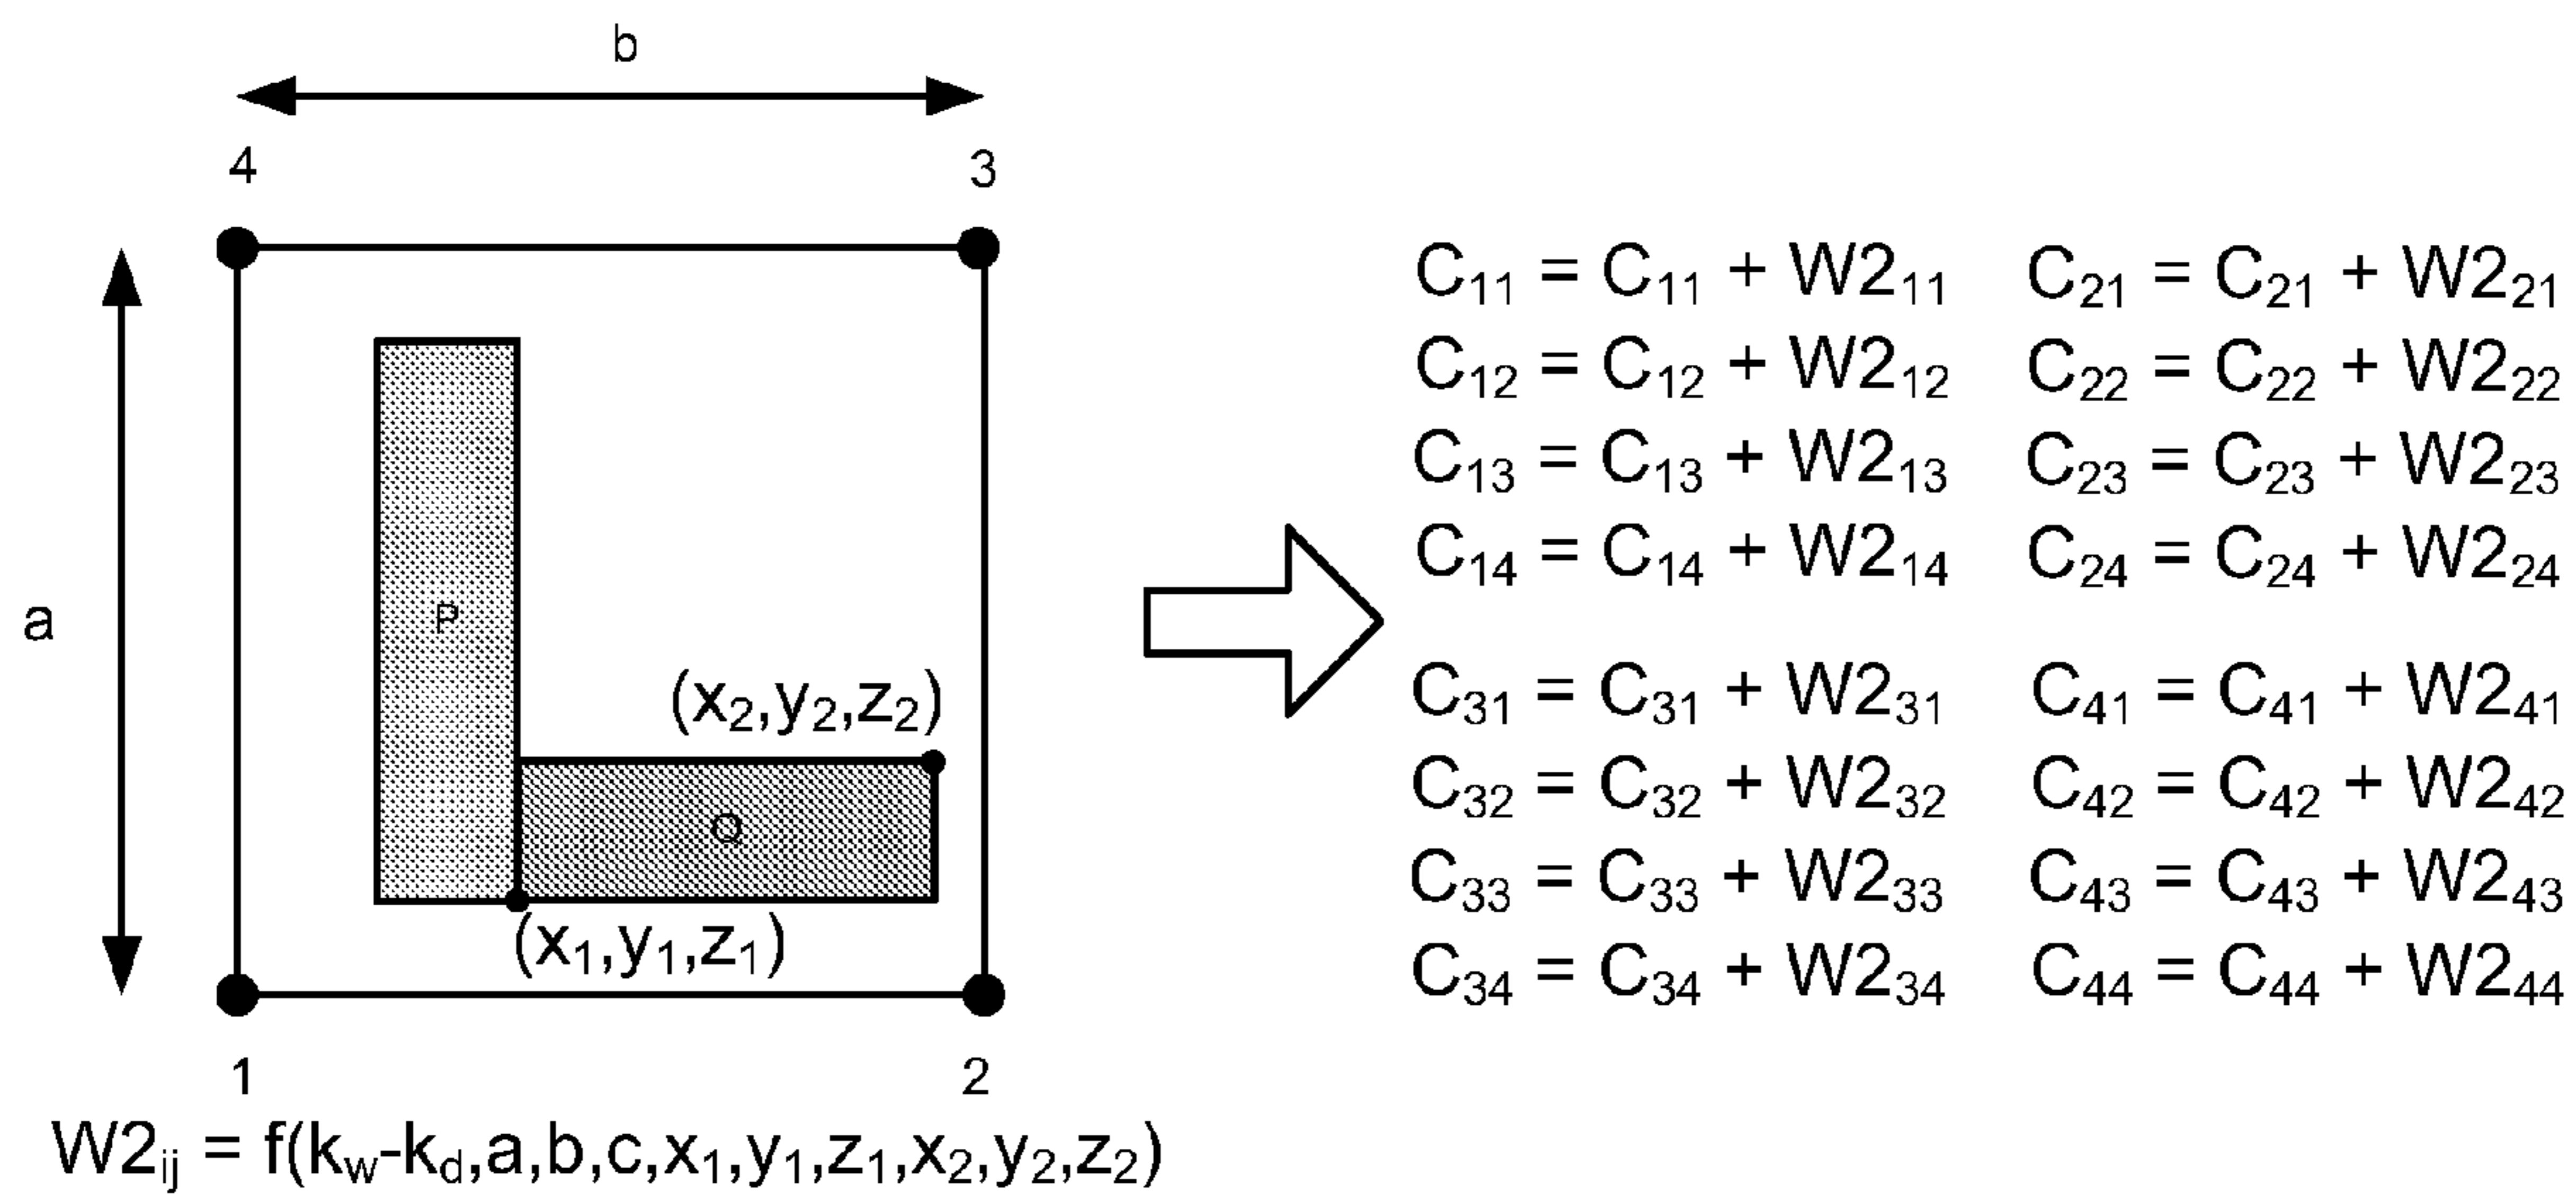 b
4 3
a
P
(x₂,y₂,z₂)
Q
(x₁,y₁,z₁)
1 2
W2ᵢⱼ = f(k_w-k_d,a,b,c,x₁,y₁,z₁,x₂,y₂,z₂)
C₁₁ = C₁₁ + W2₁₁ C₂₁ = C₂₁ + W2₂₁
C₁₂ = C₁₂ + W2₁₂ C₂₂ = C₂₂ + W2₂₂
C₁₃ = C₁₃ + W2₁₃ C₂₃ = C₂₃ + W2₂₃
C₁₄ = C₁₄ + W2₁₄ C₂₄ = C₂₄ + W2₂₄
C₃₁ = C₃₁ + W2₃₁ C₄₁ = C₄₁ + W2₄₁
C₃₂ = C₃₂ + W2₃₂ C₄₂ = C₄₂ + W2₄₂
C₃₃ = C₃₃ + W2₃₃ C₄₃ = C₄₃ + W2₄₃
C₃₄ = C₃₄ + W2₃₄ C₄₄ = C₄₄ + W2₄₄